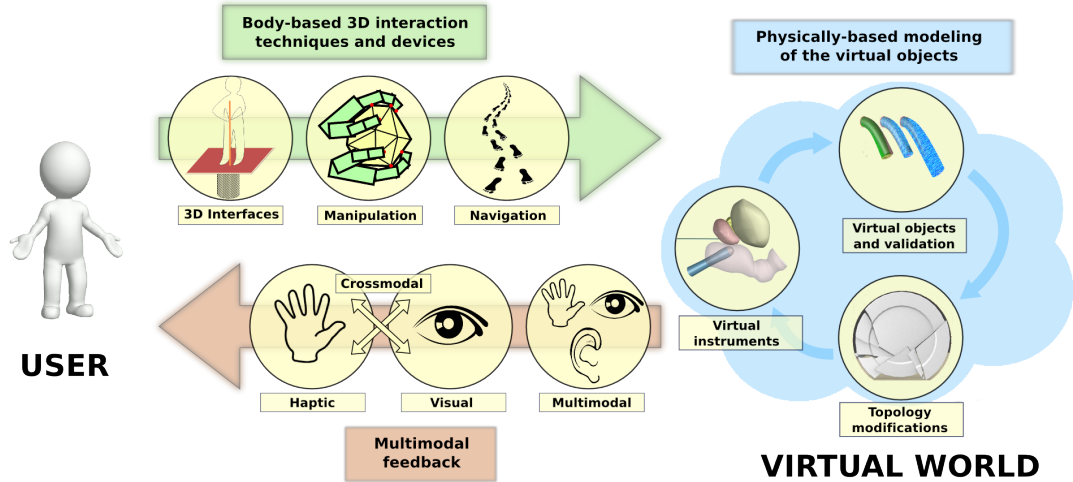 Body-based 3D interaction
techniques and devices
Physically-based modeling
of the virtual objects
3D Interfaces
Manipulation
Navigation
Virtual objects
and validation
Crossmodal
Virtual
instruments
USER
Haptic
Visual
Multimodal
Topology
modifications
Multimodal
feedback
VIRTUAL WORLD